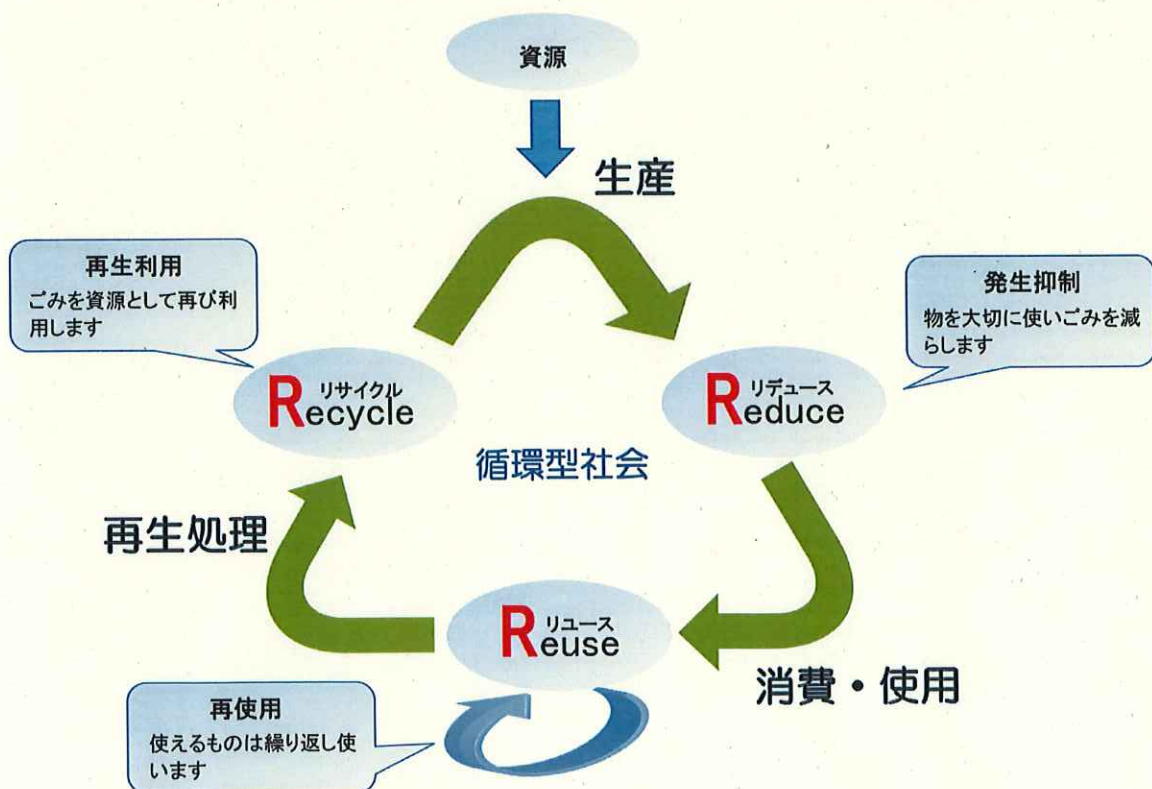 資源
生産
再生利用
ごみを資源として再び利
用します
発生抑制
物を大切に使いごみを減
らします
リサイクル
Recycle
リデュース
Reduce
循環型社会
再生処理
リユース
Reuse
消費・使用
再使用
使えるものは繰り返し使
います